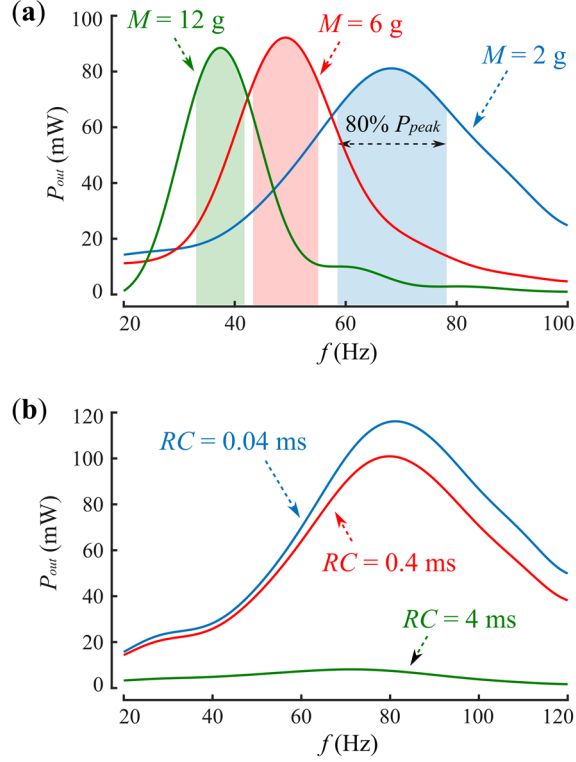 (a)
M = 12 g
M = 6 g
M = 2 g
80% P_peak
P_out (mW)
100
80
60
40
20
0
20 40 60 80 100
f (Hz)
(b)
RC = 0.04 ms
RC = 0.4 ms
RC = 4 ms
P_out (mW)
120
100
80
60
40
20
0
20 40 60 80 100 120
f (Hz)